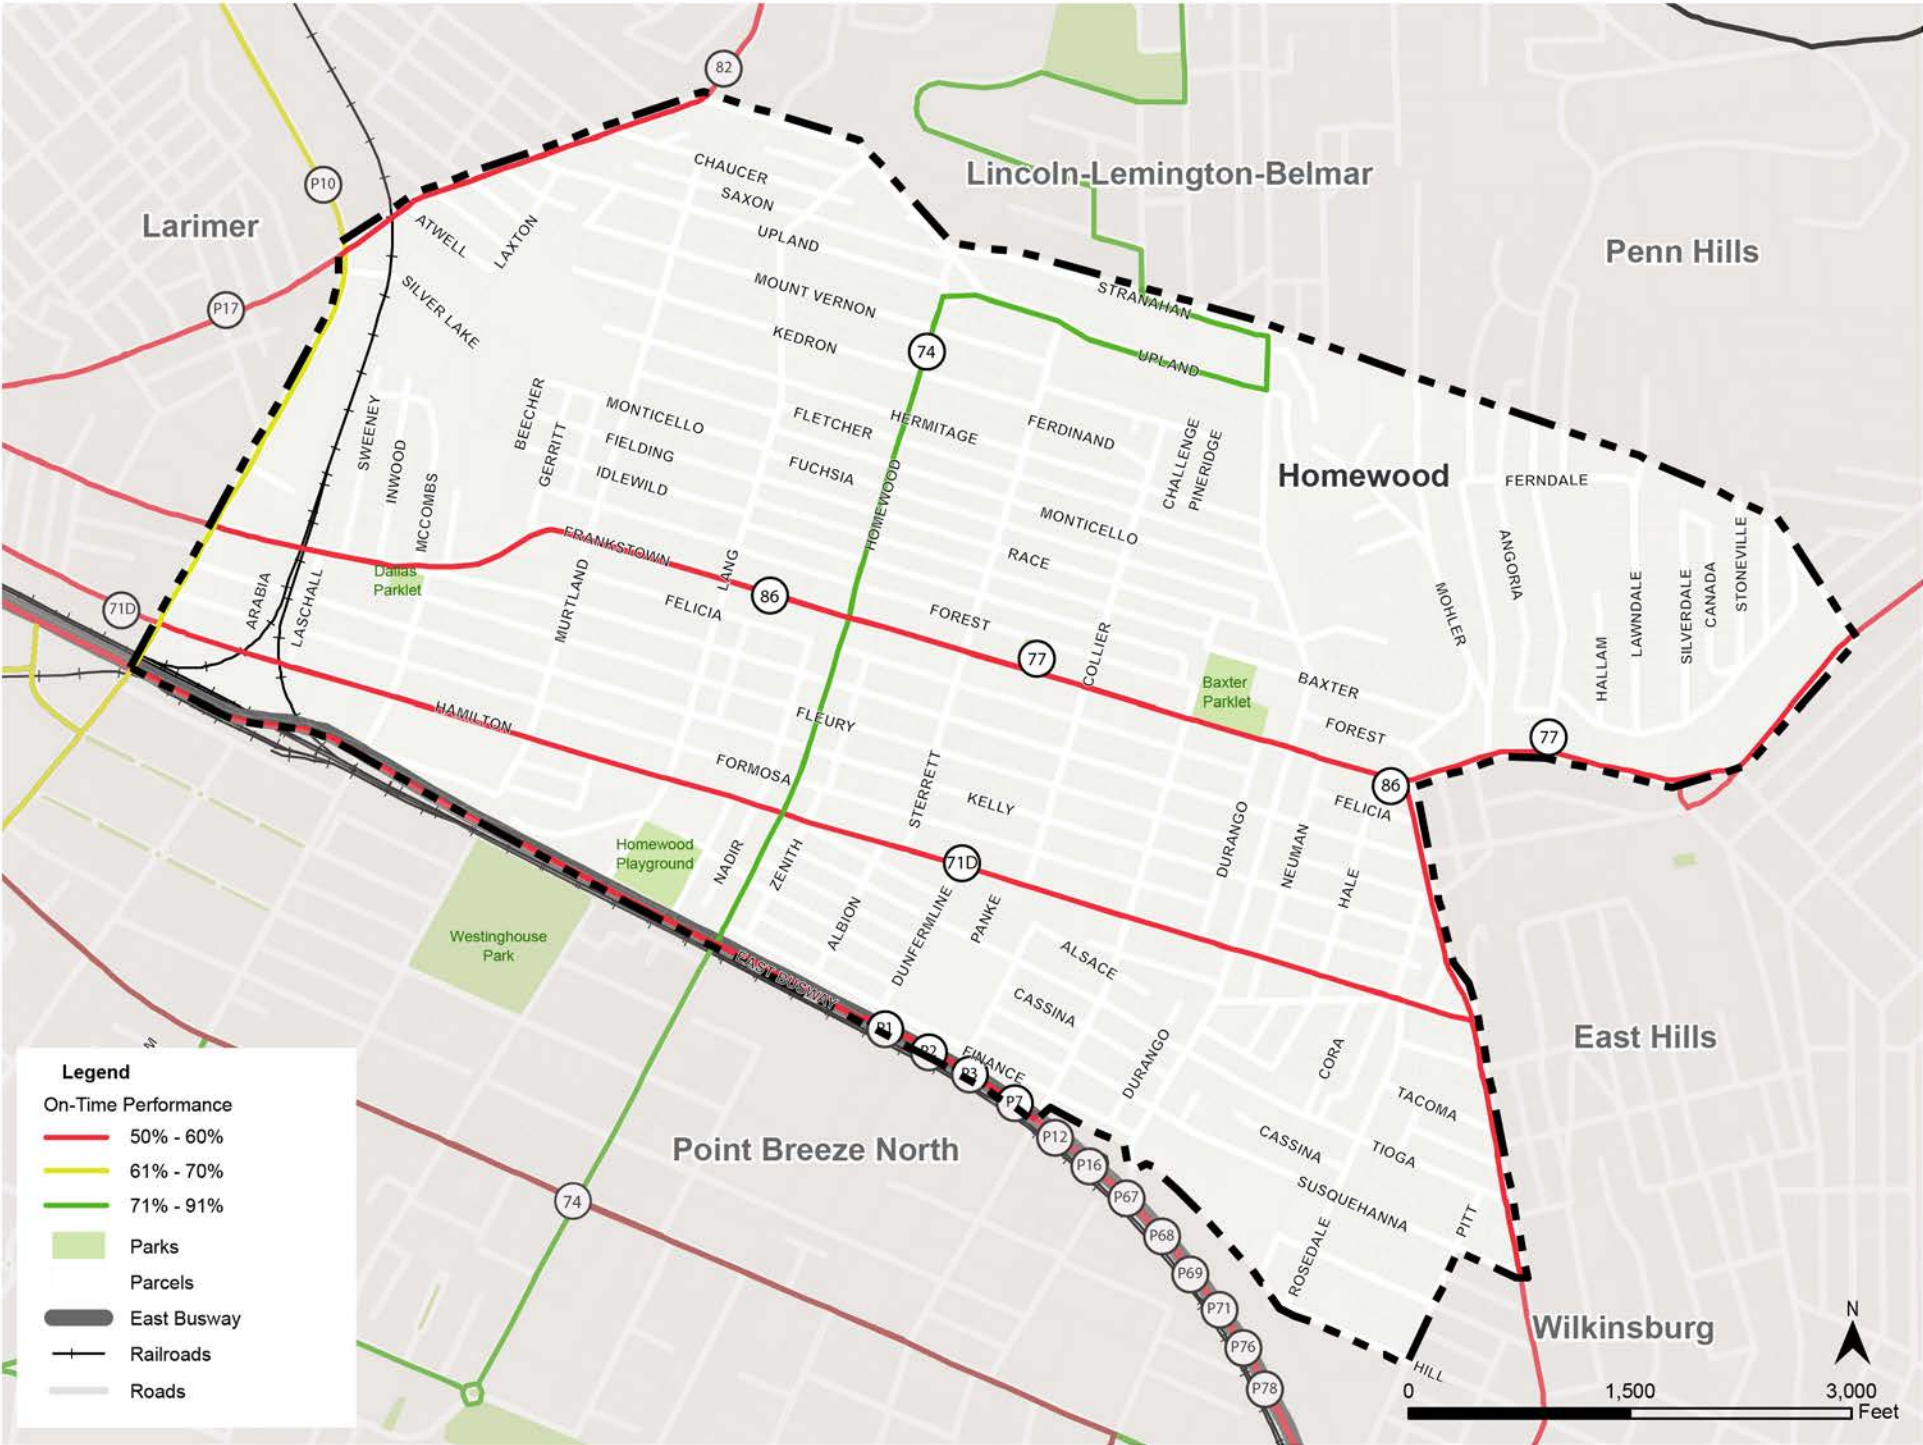 82
P10
CHAUCER
Lincoln-Lemington-Belmar
SAXON
Larimer
ATWELL
LAXTON
UPLAND
Penn Hills
P17
SILVER LAKE
MOUNT VERNON
STRANAHAN
KEDRON
74
UPLAND
SWEENEY
INWOOD
MCCOMBS
BEECHER
GERRITT
MONTICELLO
FIELDING
IDLEWILD
FLETCHER
HERMITAGE
FERDINAND
FUCHSIA
HOMEWOOD
CHALLENGE
PINERIDGE
Homewood
FERNDALE
MONTICELLO
RACE
ANGORIA
STONEVILLE
FRANKSTOWN
LANG
Dallas
Parklet
71D
ARABIA
LASCHALL
MURTLAND
FELICIA
86
FOREST
77
COLLIER
MOHLER
HALLAM
LAWNDALE
SILVERDALE
CANADA
Baxter
Parklet
BAXTER
FOREST
77
HAMILTON
FLEURY
FORMOSA
STERRETT
KELLY
86
FELICIA
Homewood
Playground
NADIR
ZENITH
71D
DURANGO
NEUMAN
HALE
Westinghouse
Park
ALBION
DUNFERMLINE
PANKE
ALSACE
EAST BUSWAY
CASSINA
P1
P2
FINANCE
P3
P7
DURANGO
CORA
East Hills
TACOMA
P12
CASSINA
TIOGA
P16
Point Breeze North
P67
SUSQUEHANNA
PITT
74
P68
ROSEDALE
P69
P71
P76
Wilkinsburg
HILL
P78
M
Legend
On-Time Performance
50% - 60%
61% - 70%
71% - 91%
Parks
Parcels
East Busway
Railroads
Roads
N
0 1,500 3,000
Feet